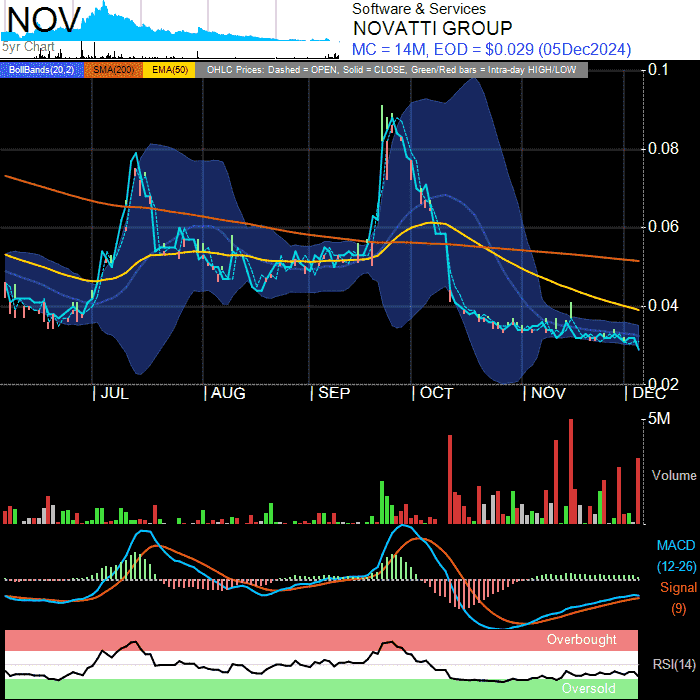 NOV
Software & Services
NOVATTI GROUP
MC = 14M, EOD = $0.029 (05Dec2024)
5yr Chart
BollBands(20,2) SMA(200) EMA(50) OHLC Prices: Dashed = OPEN, Solid = CLOSE, Green/Red bars = Intra-day HIGH/LOW
0.1
0.08
0.06
0.04
0.02
JUL AUG SEP OCT NOV DEC
5M
Volume
MACD
(12-26)
Signal
(9)
Overbought
RSI(14)
Oversold